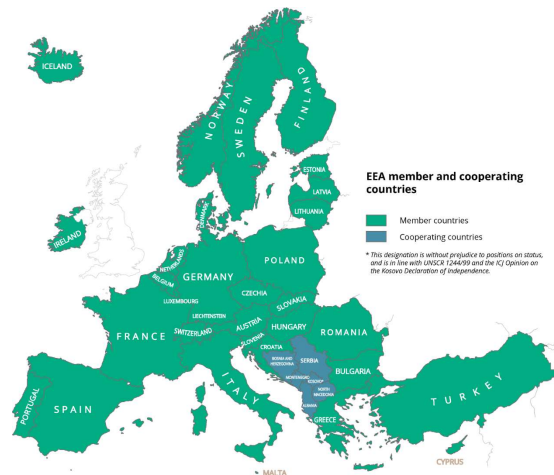 ICELAND
NORWAY
SWEDEN
FINLAND
ESTONIA
LATVIA
LITHUANIA
DENMARK
IRELAND
NETHERLANDS
BELGIUM
GERMANY
POLAND
LUXEMBOURG
CZECHIA
SLOVAKIA
LIECHTENSTEIN
AUSTRIA
HUNGARY
FRANCE
SWITZERLAND
SLOVENIA
CROATIA
ROMANIA
BOSNIA AND
HERZEGOVINA
SERBIA
MONTENEGRO
KOSOVO*
BULGARIA
NORTH
MACEDONIA
ALBANIA
ITALY
PORTUGAL
SPAIN
GREECE
TURKEY
CYPRUS
MALTA
EEA member and cooperating
countries
Member countries
Cooperating countries
* This designation is without prejudice to positions on status,
and is in line with UNSCR 1244/99 and the ICJ Opinion on
the Kosovo Declaration of Independence.